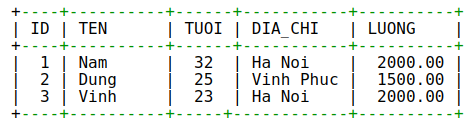 +----+----------+------+-----------+----------+
| ID | TEN      | TUOI | DIA_CHI   | LUONG    |
+----+----------+------+-----------+----------+
|  1 | Nam      |  32  | Ha Noi    |  2000.00 |
|  2 | Dung     |  25  | Vinh Phuc |  1500.00 |
|  3 | Vinh     |  23  | Ha Noi    |  2000.00 |
+----+----------+-----+------------+----------+